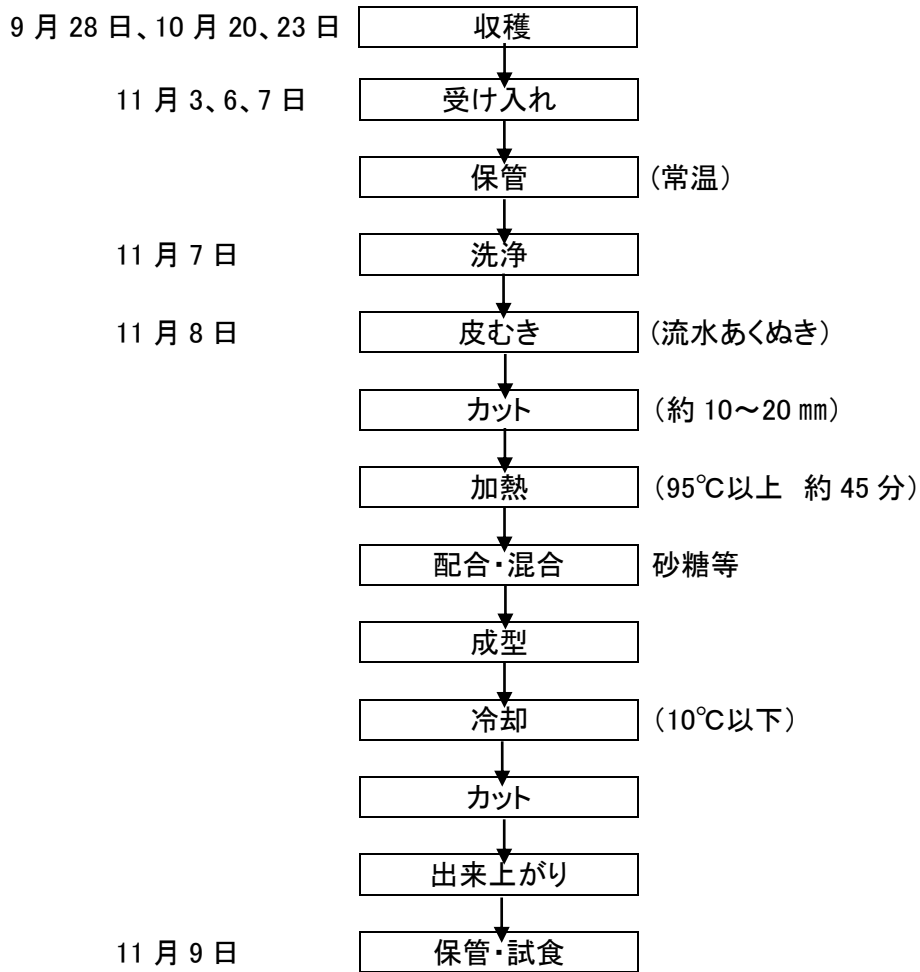 9 月 28 日、10 月 20、23 日 収穫
11 月 3、6、7 日 受け入れ
保管 (常温)
11 月 7 日 洗浄
11 月 8 日 皮むき (流水あくぬき)
カット (約 10~20 ㎜)
加熱 (95℃以上 約 45 分)
配合・混合 砂糖等
成型
冷却 (10℃以下)
カット
出来上がり
11 月 9 日 保管・試食